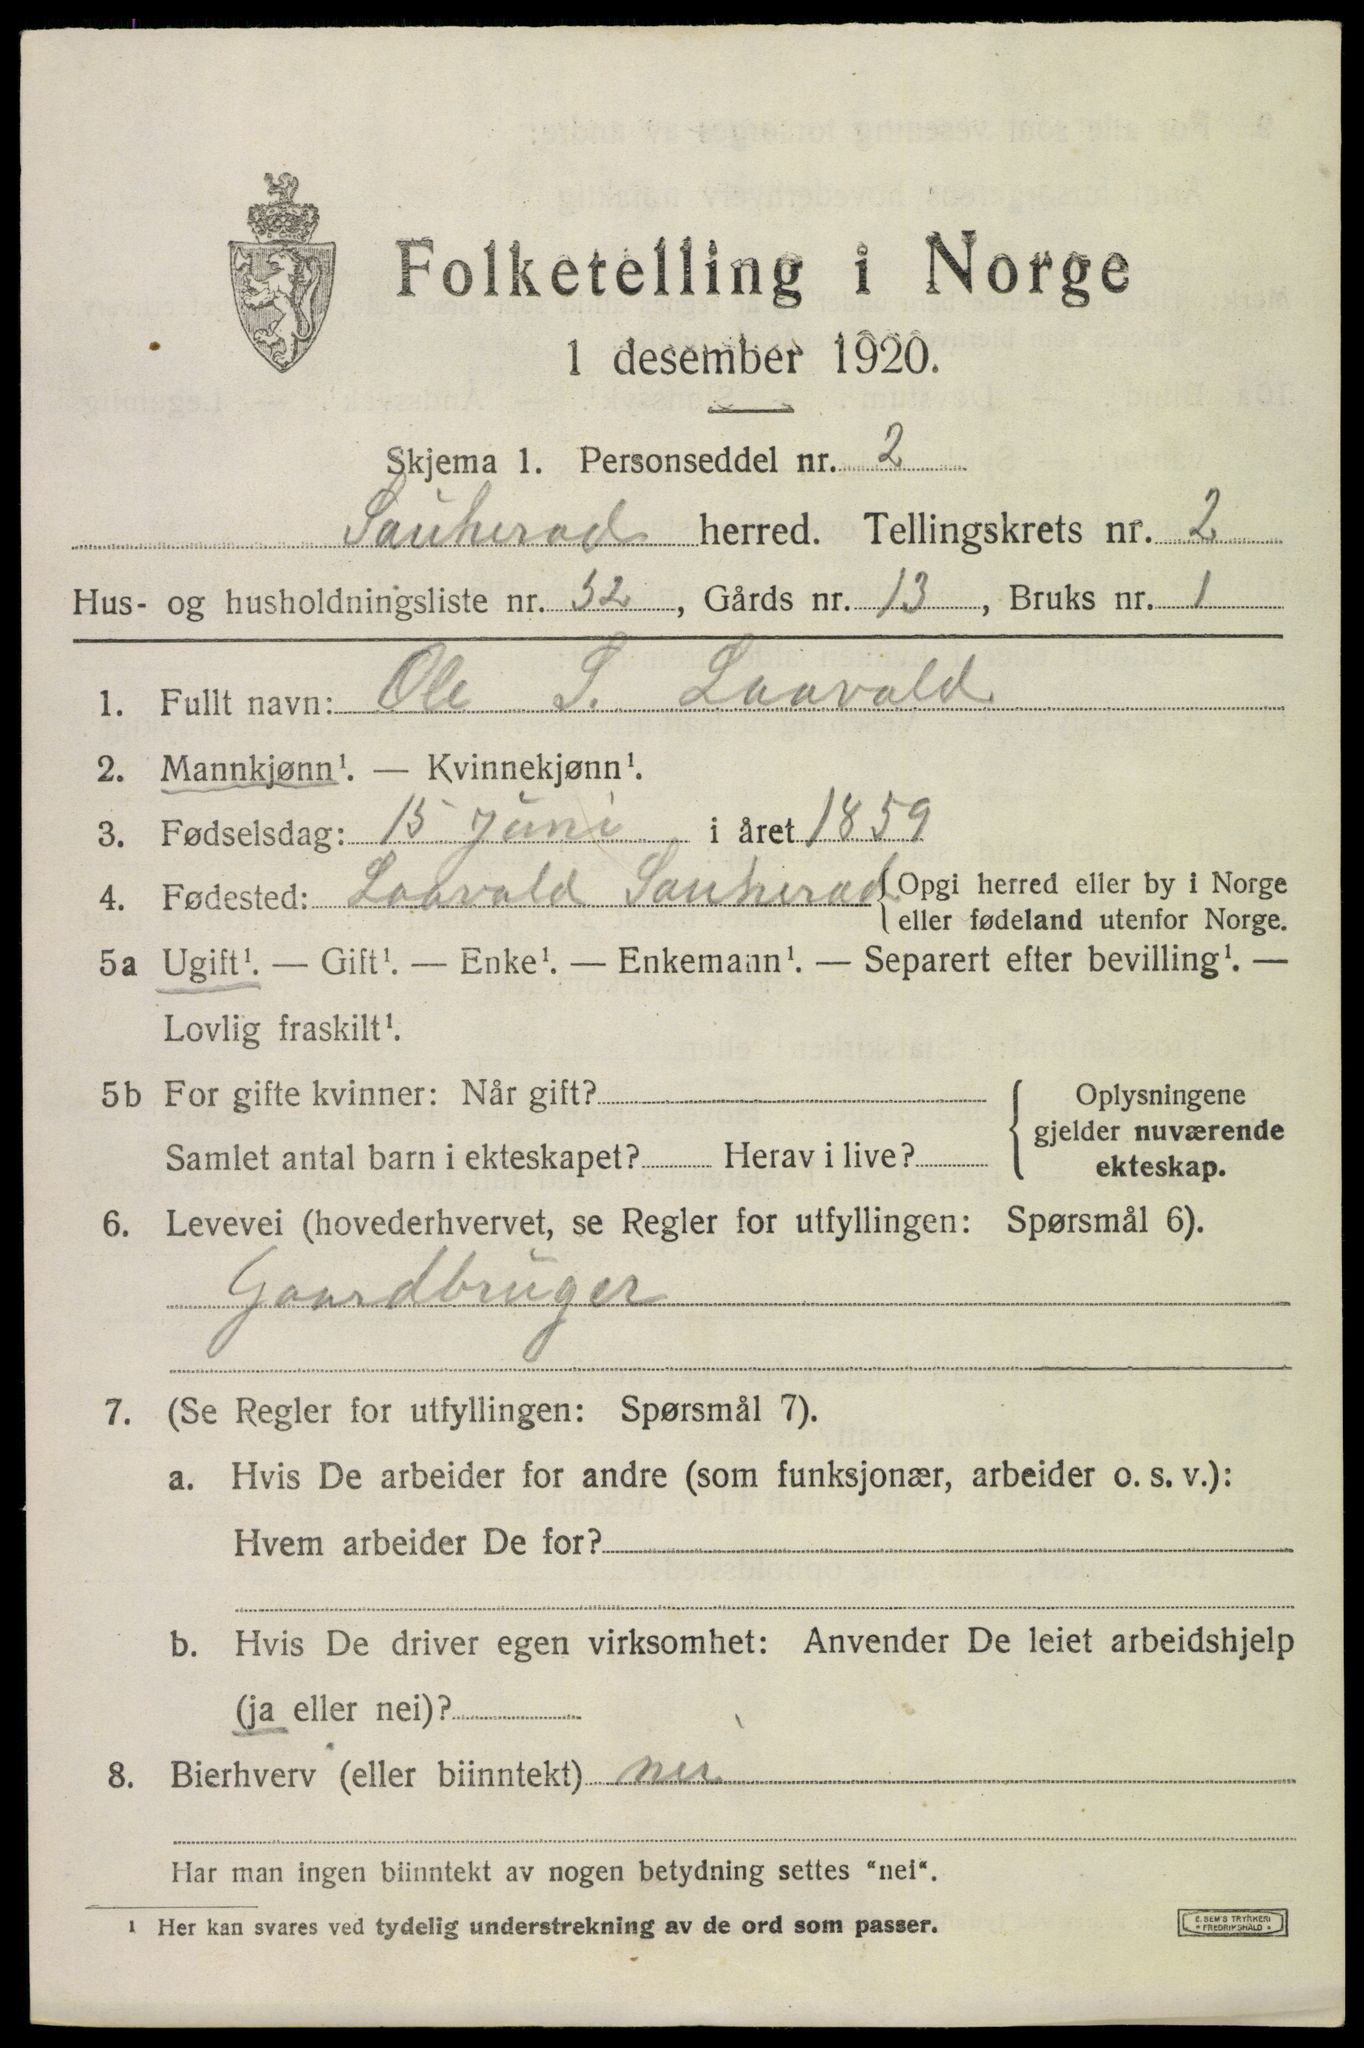 Folketelling i Norge
1 desember 1920.
Skjema 1. Personseddel nr. 2
Sauherad herred. Tellingskrets nr. 2
Hus- og husholdningsliste nr. 52, Gårds nr. 13, Bruks nr. 1
1. Fullt navn: Ole S. Laavald
2. Mannkjønn¹. — Kvinnekjønn¹.
3. Fødselsdag: 15 juni i året 1859
4. Fødested: Laavald Sauherad { Opgi herred eller by i Norge
eller fødeland utenfor Norge.
5a Ugift¹. — Gift¹. — Enke¹. — Enkemann¹. — Separert efter bevilling¹. —
Lovlig fraskilt¹.
5b For gifte kvinner: Når gift?
Samlet antal barn i ekteskapet? Herav i live?
Oplysningene
gjelder nuværende
ekteskap.
6. Levevei (hovederhvervet, se Regler for utfyllingen: Spørsmål 6).
Gaardbruger
7. (Se Regler for utfyllingen: Spørsmål 7).
a. Hvis De arbeider for andre (som funksjonær, arbeider o. s. v.):
Hvem arbeider De for?
b. Hvis De driver egen virksomhet: Anvender De leiet arbeidshjelp
(ja eller nei)?
8. Bierhverv (eller biinntekt) nei
Har man ingen biinntekt av nogen betydning settes "nei".
¹ Her kan svares ved tydelig understrekning av de ord som passer.
E. SEM'S TRYKKERI
* FREDRIKSHALD *